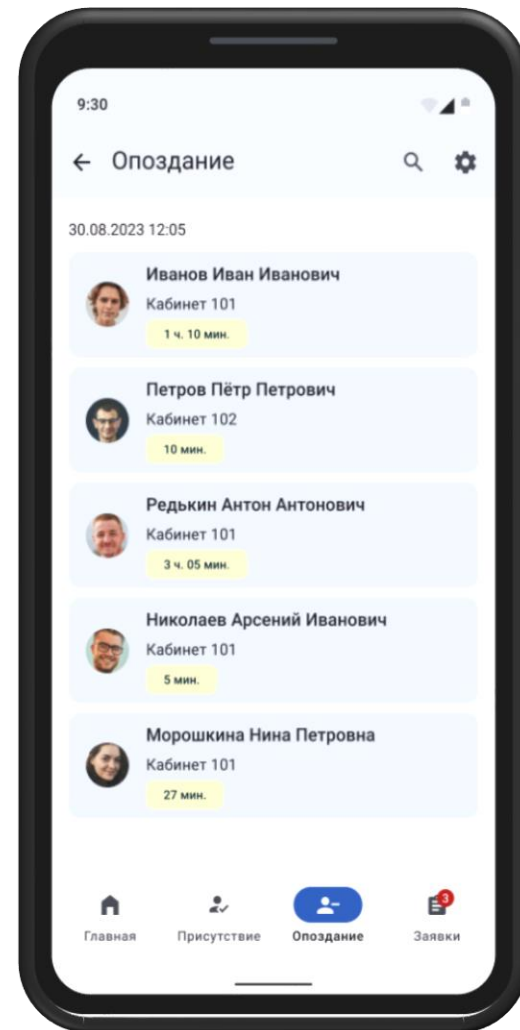 9:30
Опоздание
30.08.2023 12:05
Иванов Иван Иванович
Кабинет 101
1 ч. 10 мин.
Петров Пётр Петрович
Кабинет 102
10 мин.
Редькин Антон Антонович
Кабинет 101
3 ч. 05 мин.
Николаев Арсений Иванович
Кабинет 101
5 мин.
Морошкина Нина Петровна
Кабинет 101
27 мин.
3
Главная Присутствие Опоздание Заявки